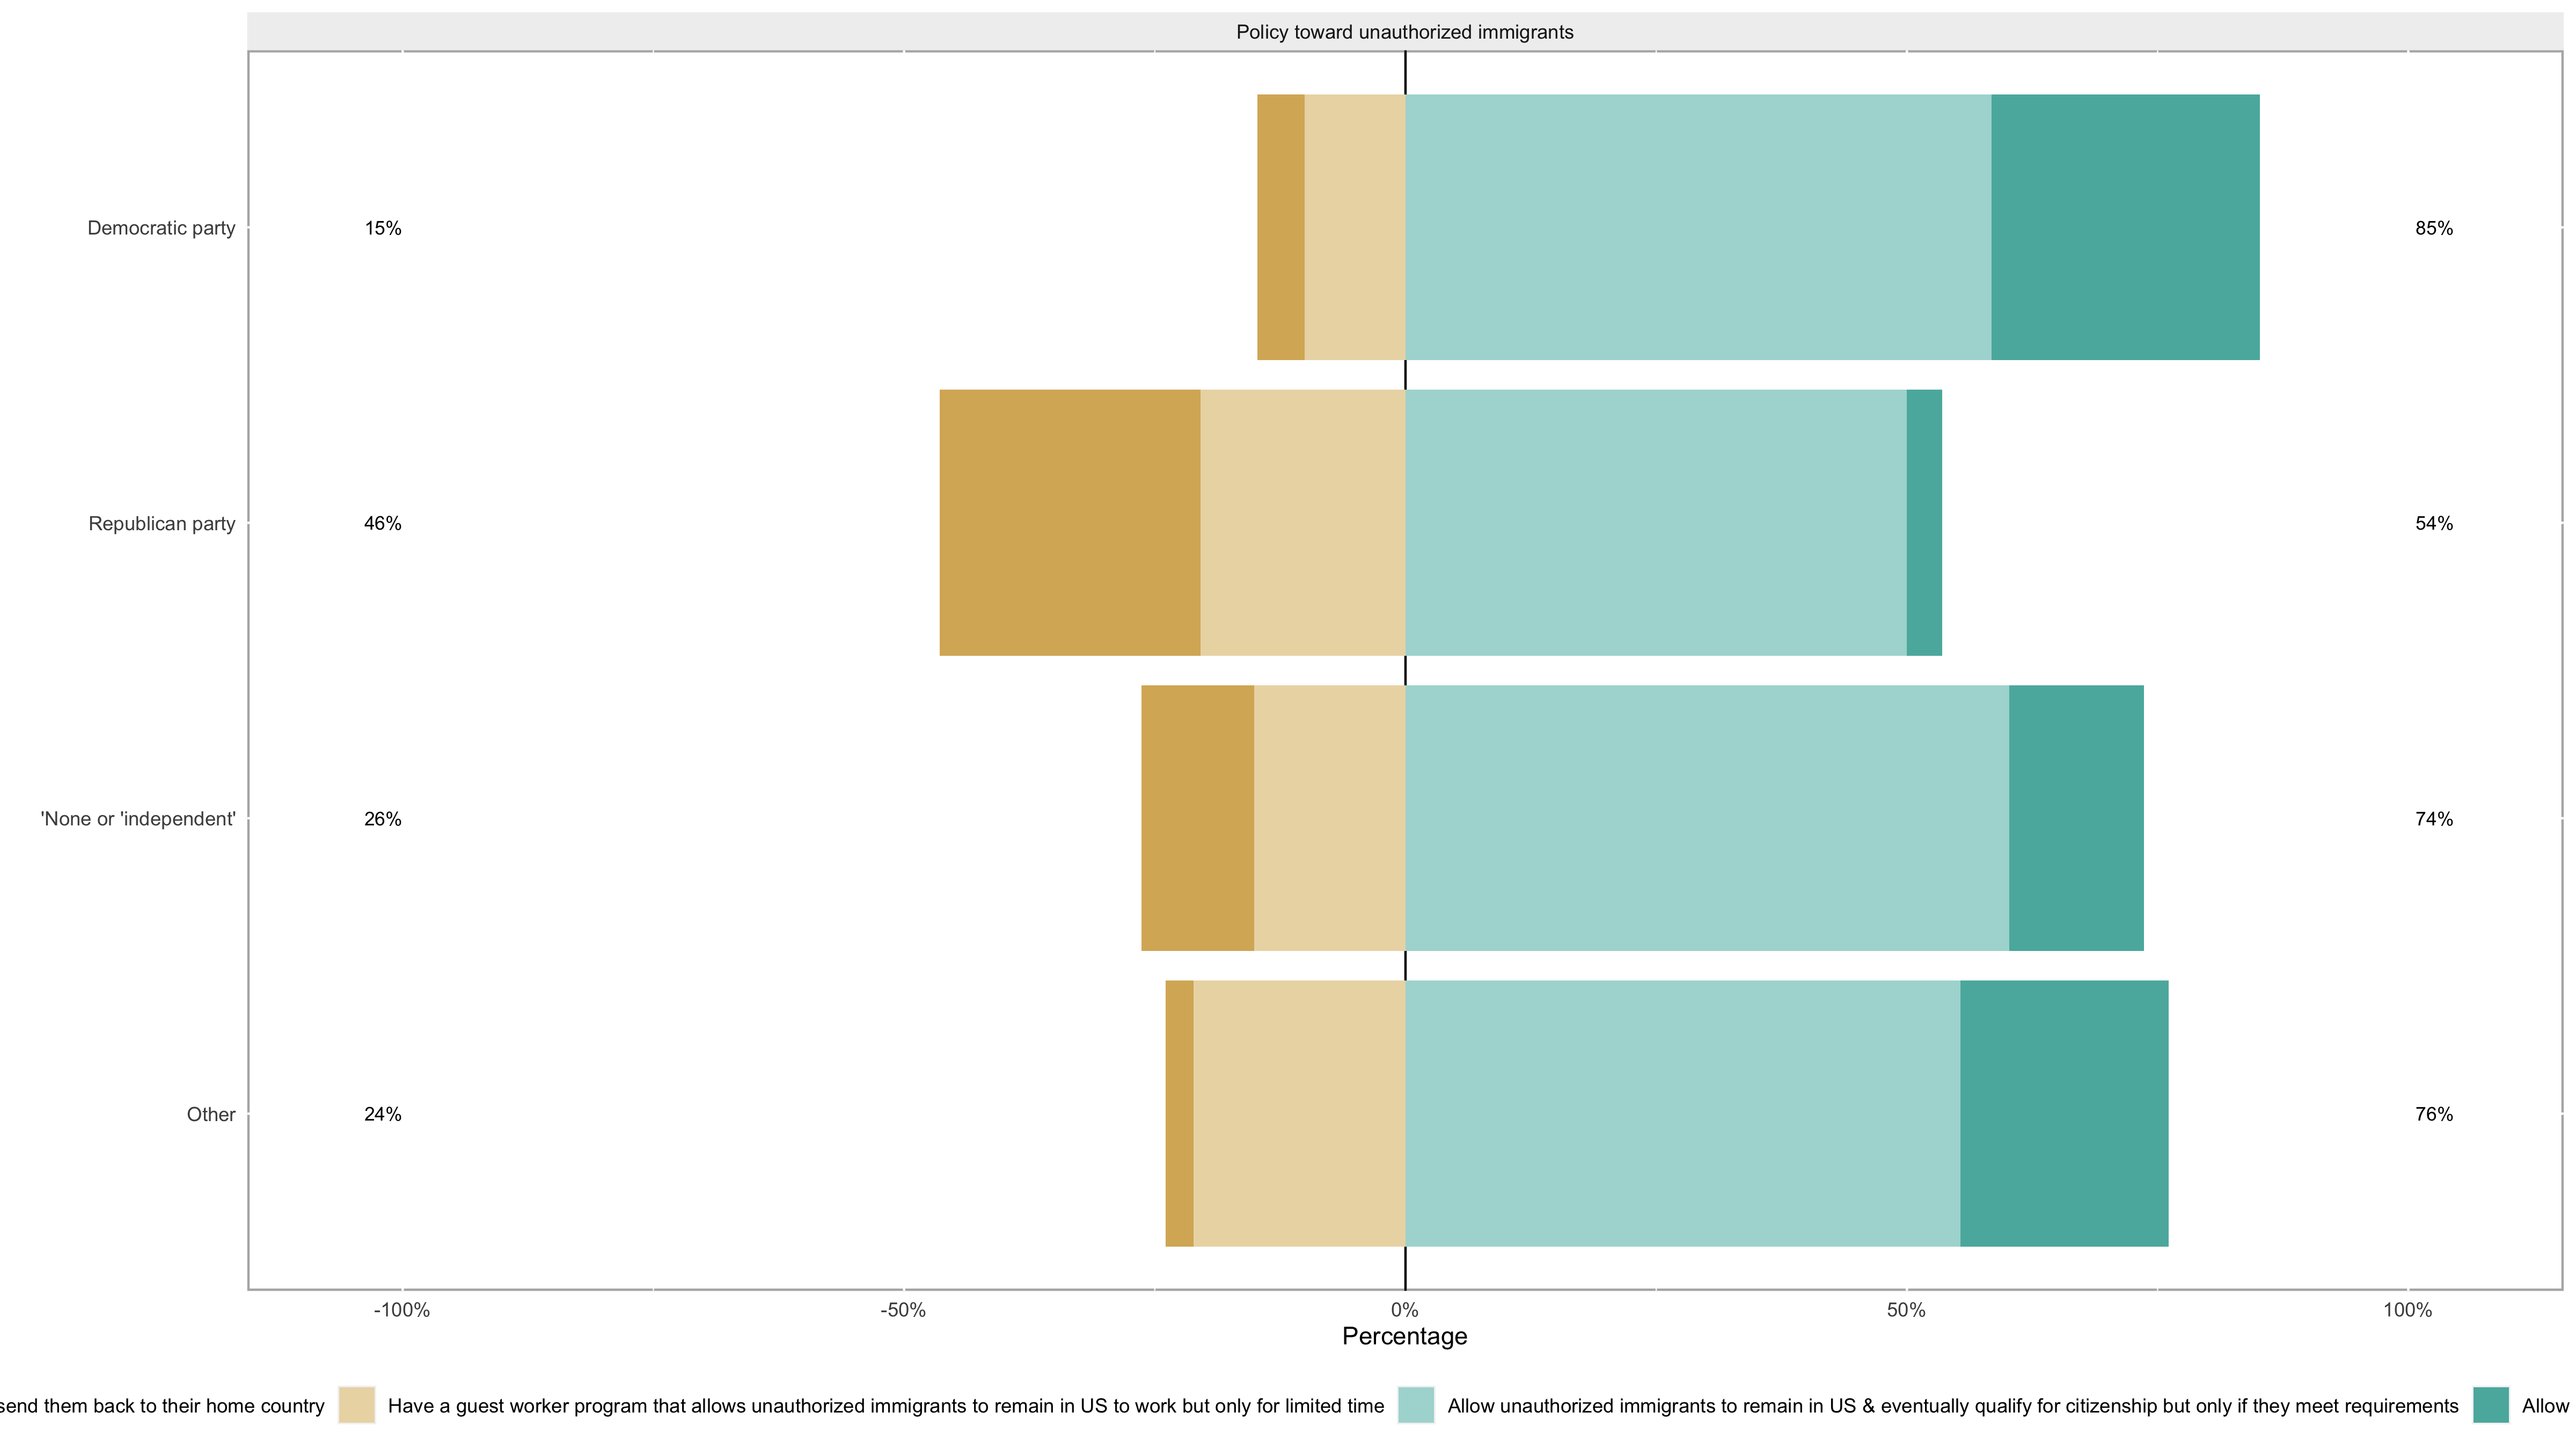 Policy toward unauthorized immigrants
Democratic party 15% 85%
Republican party 46% 54%
'None or 'independent' 26% 74%
Other 24% 76%
-100% -50% 0% 50% 100%
Percentage
send them back to their home country Have a guest worker program that allows unauthorized immigrants to remain in US to work but only for limited time Allow unauthorized immigrants to remain in US & eventually qualify for citizenship but only if they meet requirements Allow